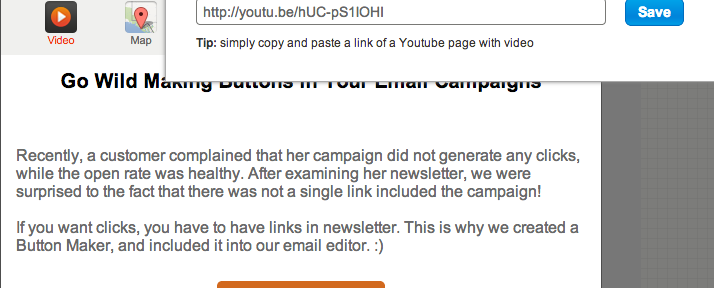 http://youtu.be/hUC-pS1lOHI
Save
Video
Map
Tip: simply copy and paste a link of a Youtube page with video
Go Wild Making Buttons in Your Email Campaigns
Recently, a customer complained that her campaign did not generate any clicks,
while the open rate was healthy. After examining her newsletter, we were
surprised to the fact that there was not a single link included the campaign!
If you want clicks, you have to have links in newsletter. This is why we created a
Button Maker, and included it into our email editor. :)